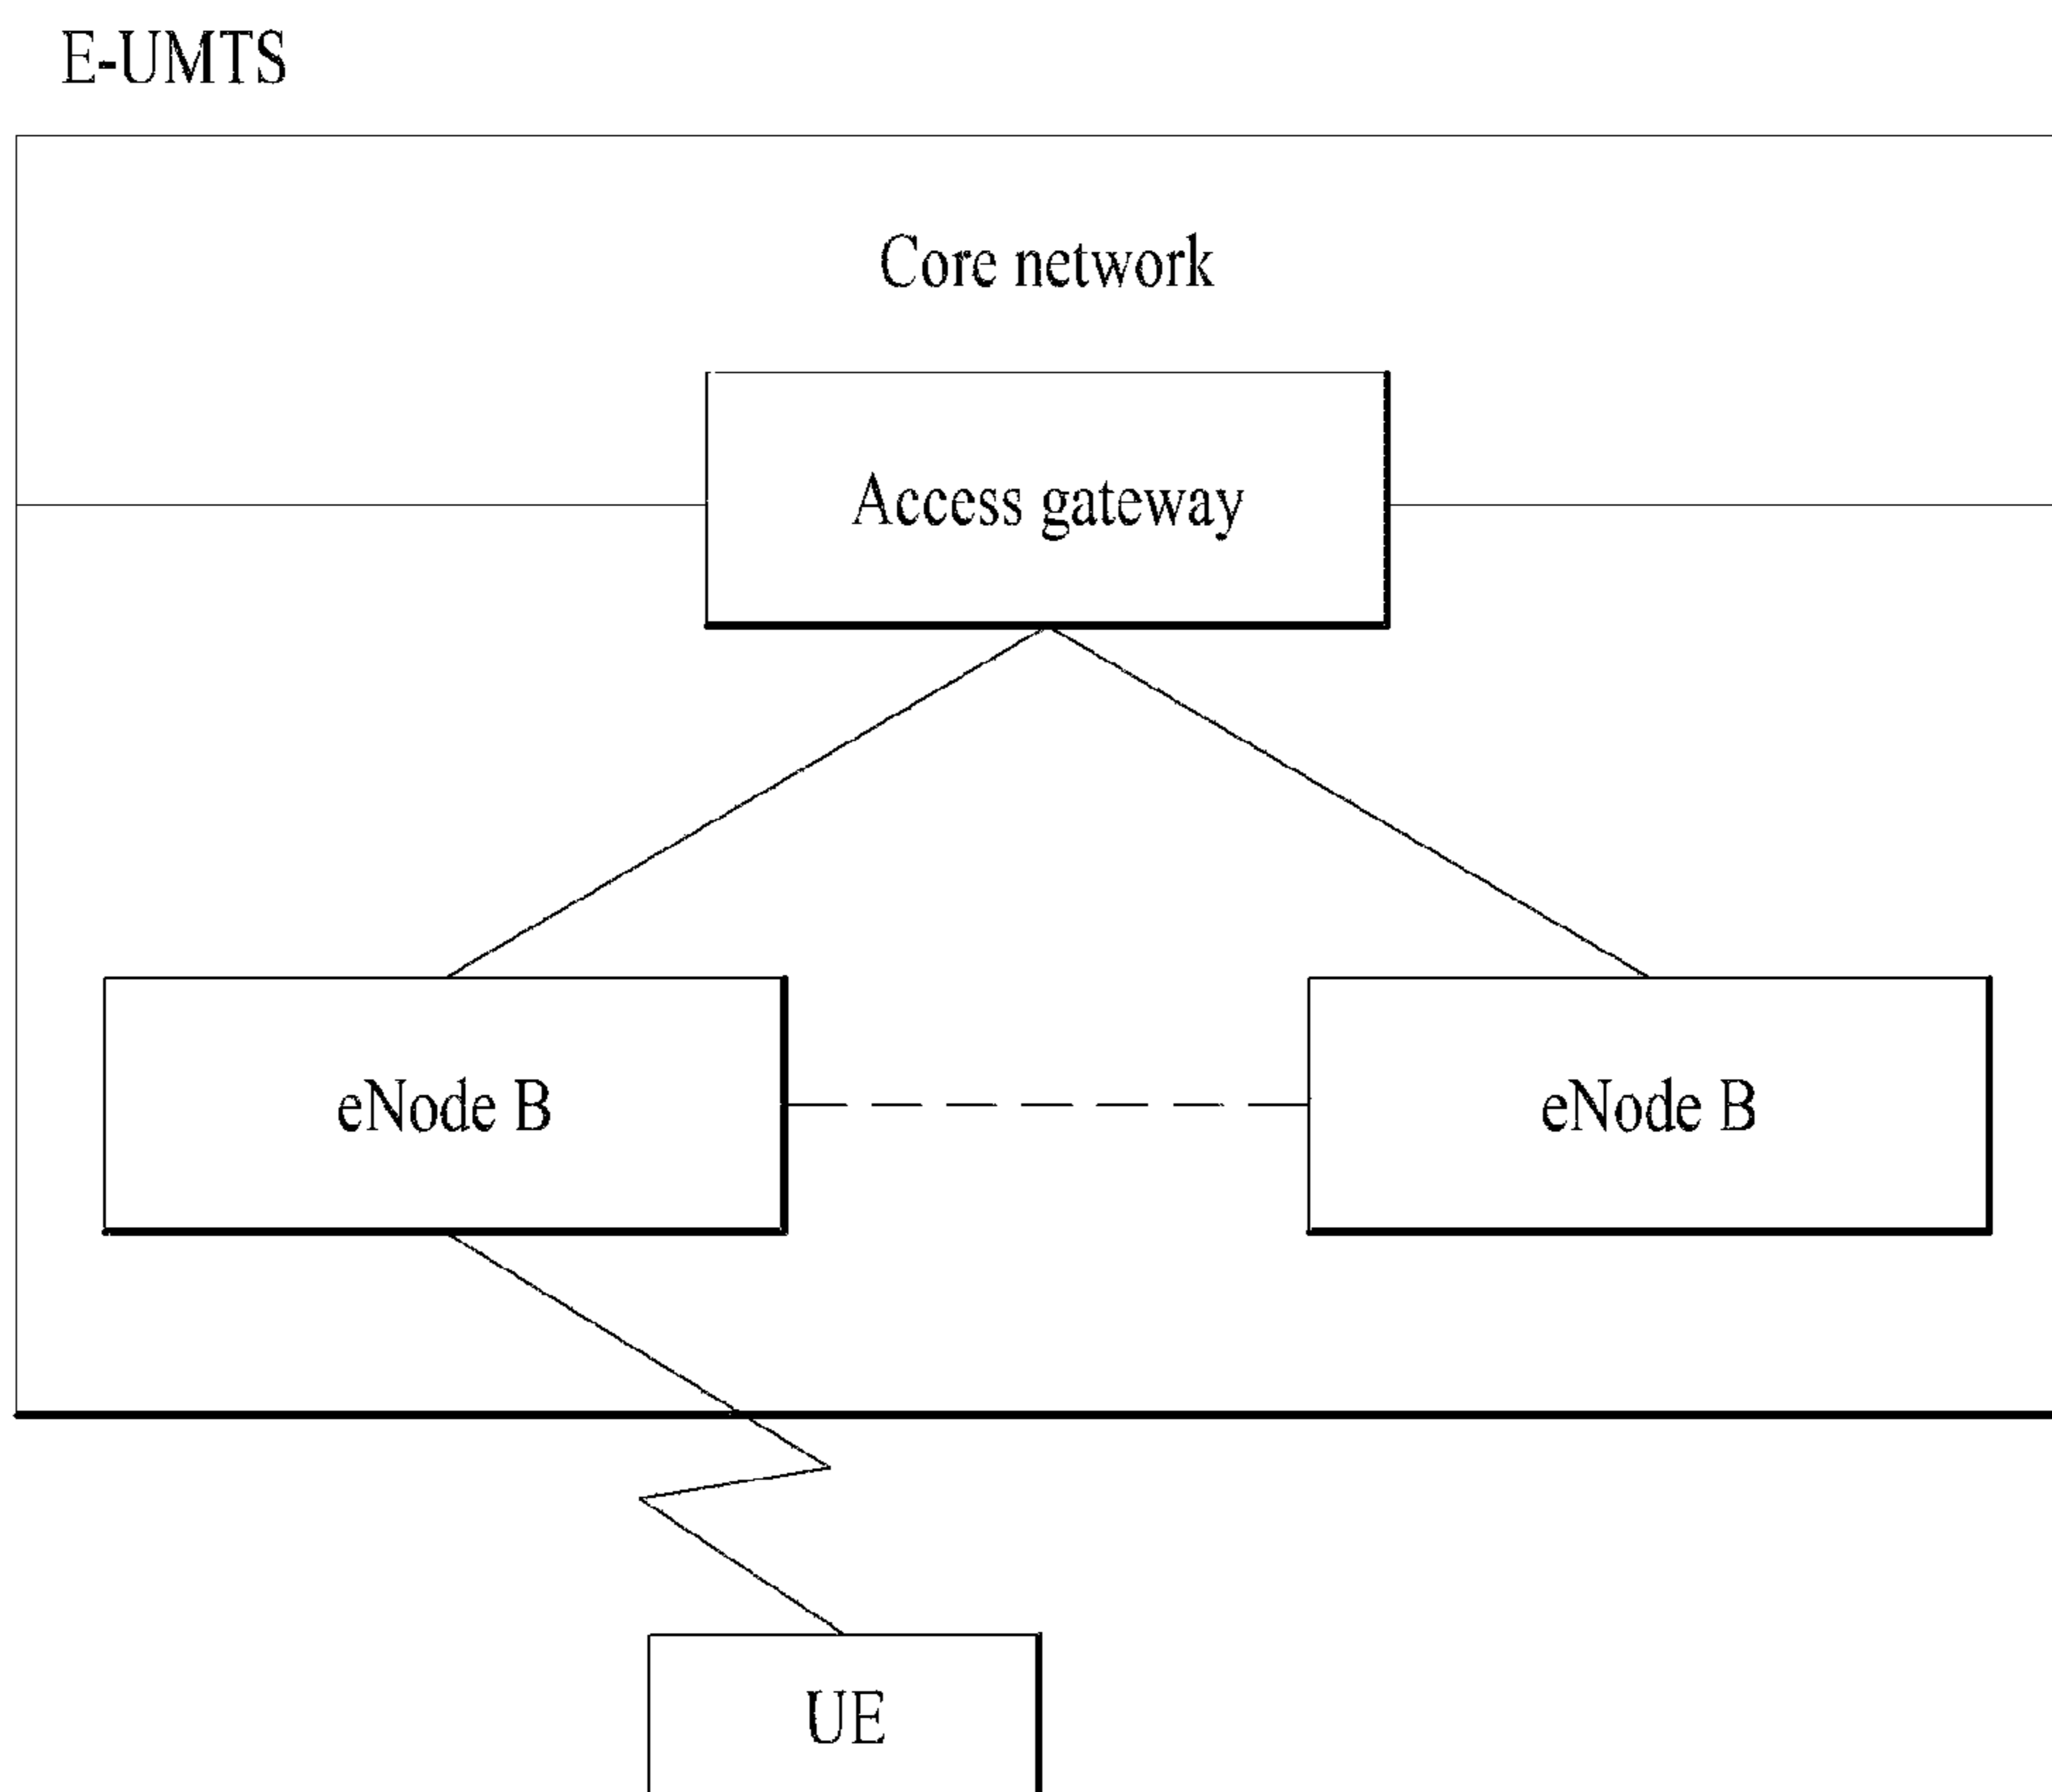 E-UMTS
Core network
Access gateway
eNode B
eNode B
UE